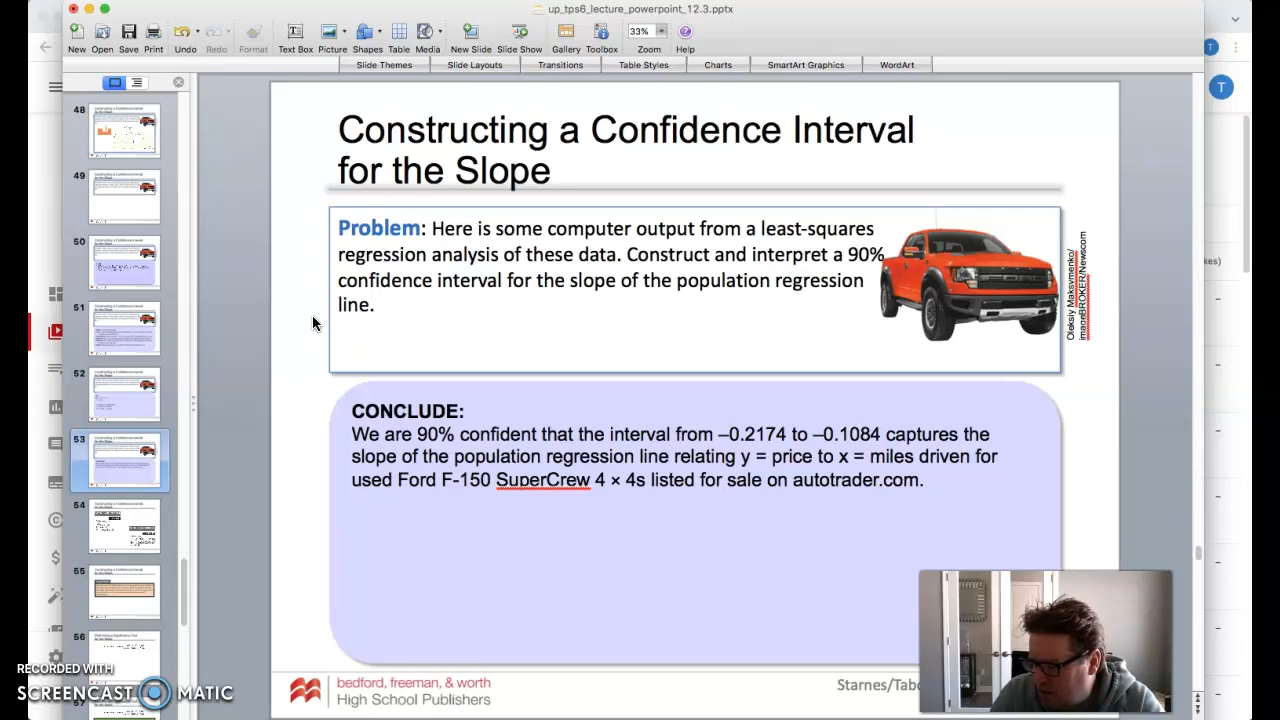 up_tps6_lecture_powerpoint_12.3.pptx
New Open Save Print Undo Redo Format Text Box Picture Shapes Table Media New Slide Slide Show Gallery Toolbox Zoom Help
33%
Slide Themes Slide Layouts Transitions Table Styles Charts SmartArt Graphics WordArt
T
T
48
49
50
51
52
53
54
55
56
57
Constructing a Confidence Interval
for the Slope
Problem: Here is some computer output from a least-squares
regression analysis of these data. Construct and interpret a 90%
confidence interval for the slope of the population regression
line.
Oleksiy Maksymenko/
imageBROKER/Newscom
CONCLUDE:
We are 90% confident that the interval from –0.2174 to –0.1084 captures the
slope of the population regression line relating y = price to x = miles driven for
used Ford F-150 SuperCrew 4 × 4s listed for sale on autotrader.com.
bedford, freeman, & worth
High School Publishers
Starnes/Tabo
RECORDED WITH
SCREENCAST MATIC